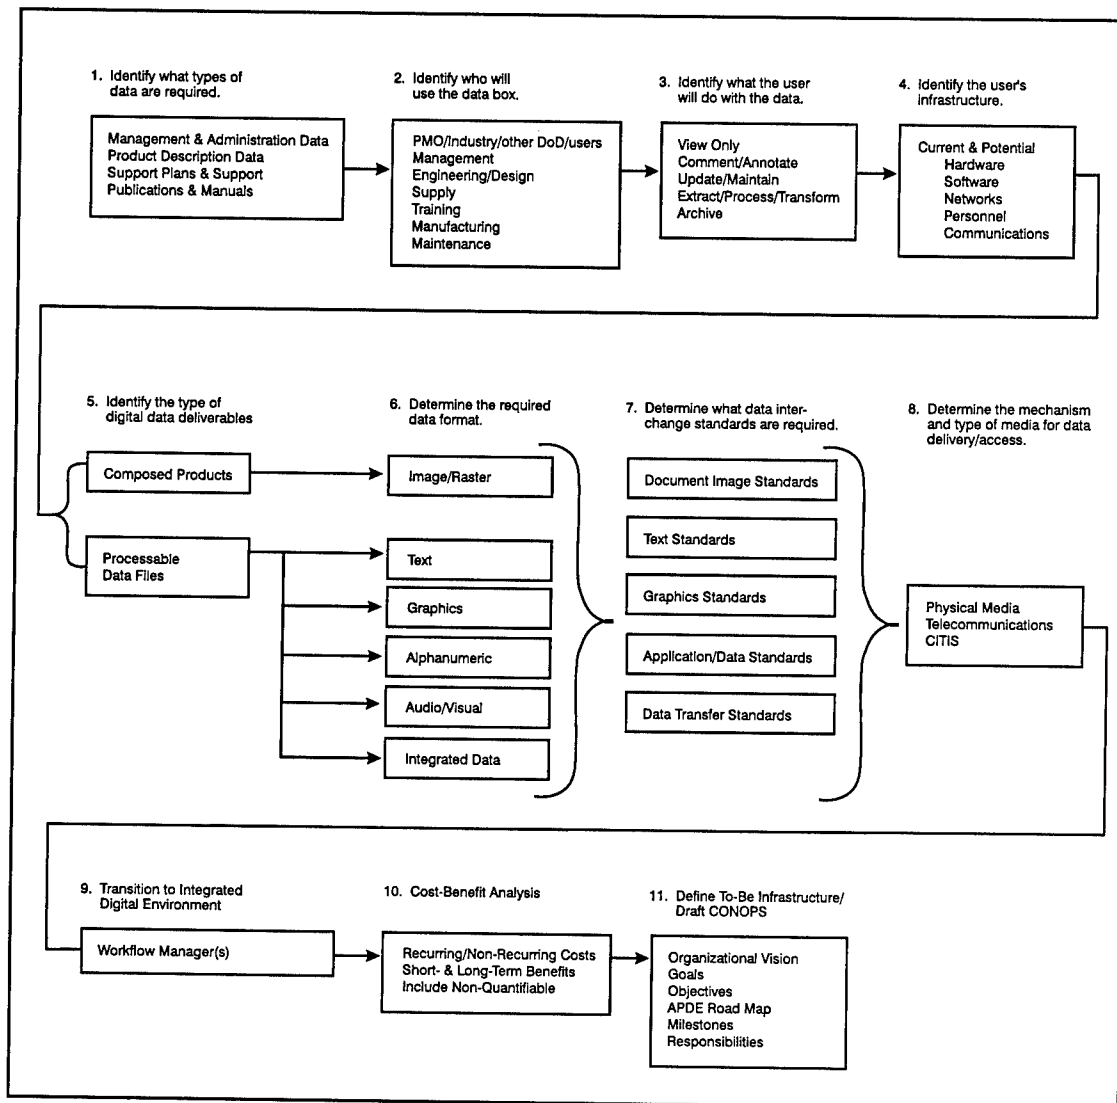 1. Identify what types of
data are required.
Management & Administration Data
Product Description Data
Support Plans & Support
Publications & Manuals
2. Identify who will
use the data box.
PMO/Industry/other DoD/users
Management
Engineering/Design
Supply
Training
Manufacturing
Maintenance
3. Identify what the user
will do with the data.
View Only
Comment/Annotate
Update/Maintain
Extract/Process/Transform
Archive
4. Identify the user's
infrastructure.
Current & Potential
Hardware
Software
Networks
Personnel
Communications
5. Identify the type of
digital data deliverables
Composed Products
Processable
Data Files
6. Determine the required
data format.
Image/Raster
Text
Graphics
Alphanumeric
Audio/Visual
Integrated Data
7. Determine what data inter-
change standards are required.
Document Image Standards
Text Standards
Graphics Standards
Application/Data Standards
Data Transfer Standards
8. Determine the mechanism
and type of media for data
delivery/access.
Physical Media
Telecommunications
CITIS
9. Transition to Integrated
Digital Environment
Workflow Manager(s)
10. Cost-Benefit Analysis
Recurring/Non-Recurring Costs
Short- & Long-Term Benefits
Include Non-Quantifiable
11. Define To-Be Infrastructure/
Draft CONOPS
Organizational Vision
Goals
Objectives
APDE Road Map
Milestones
Responsibilities